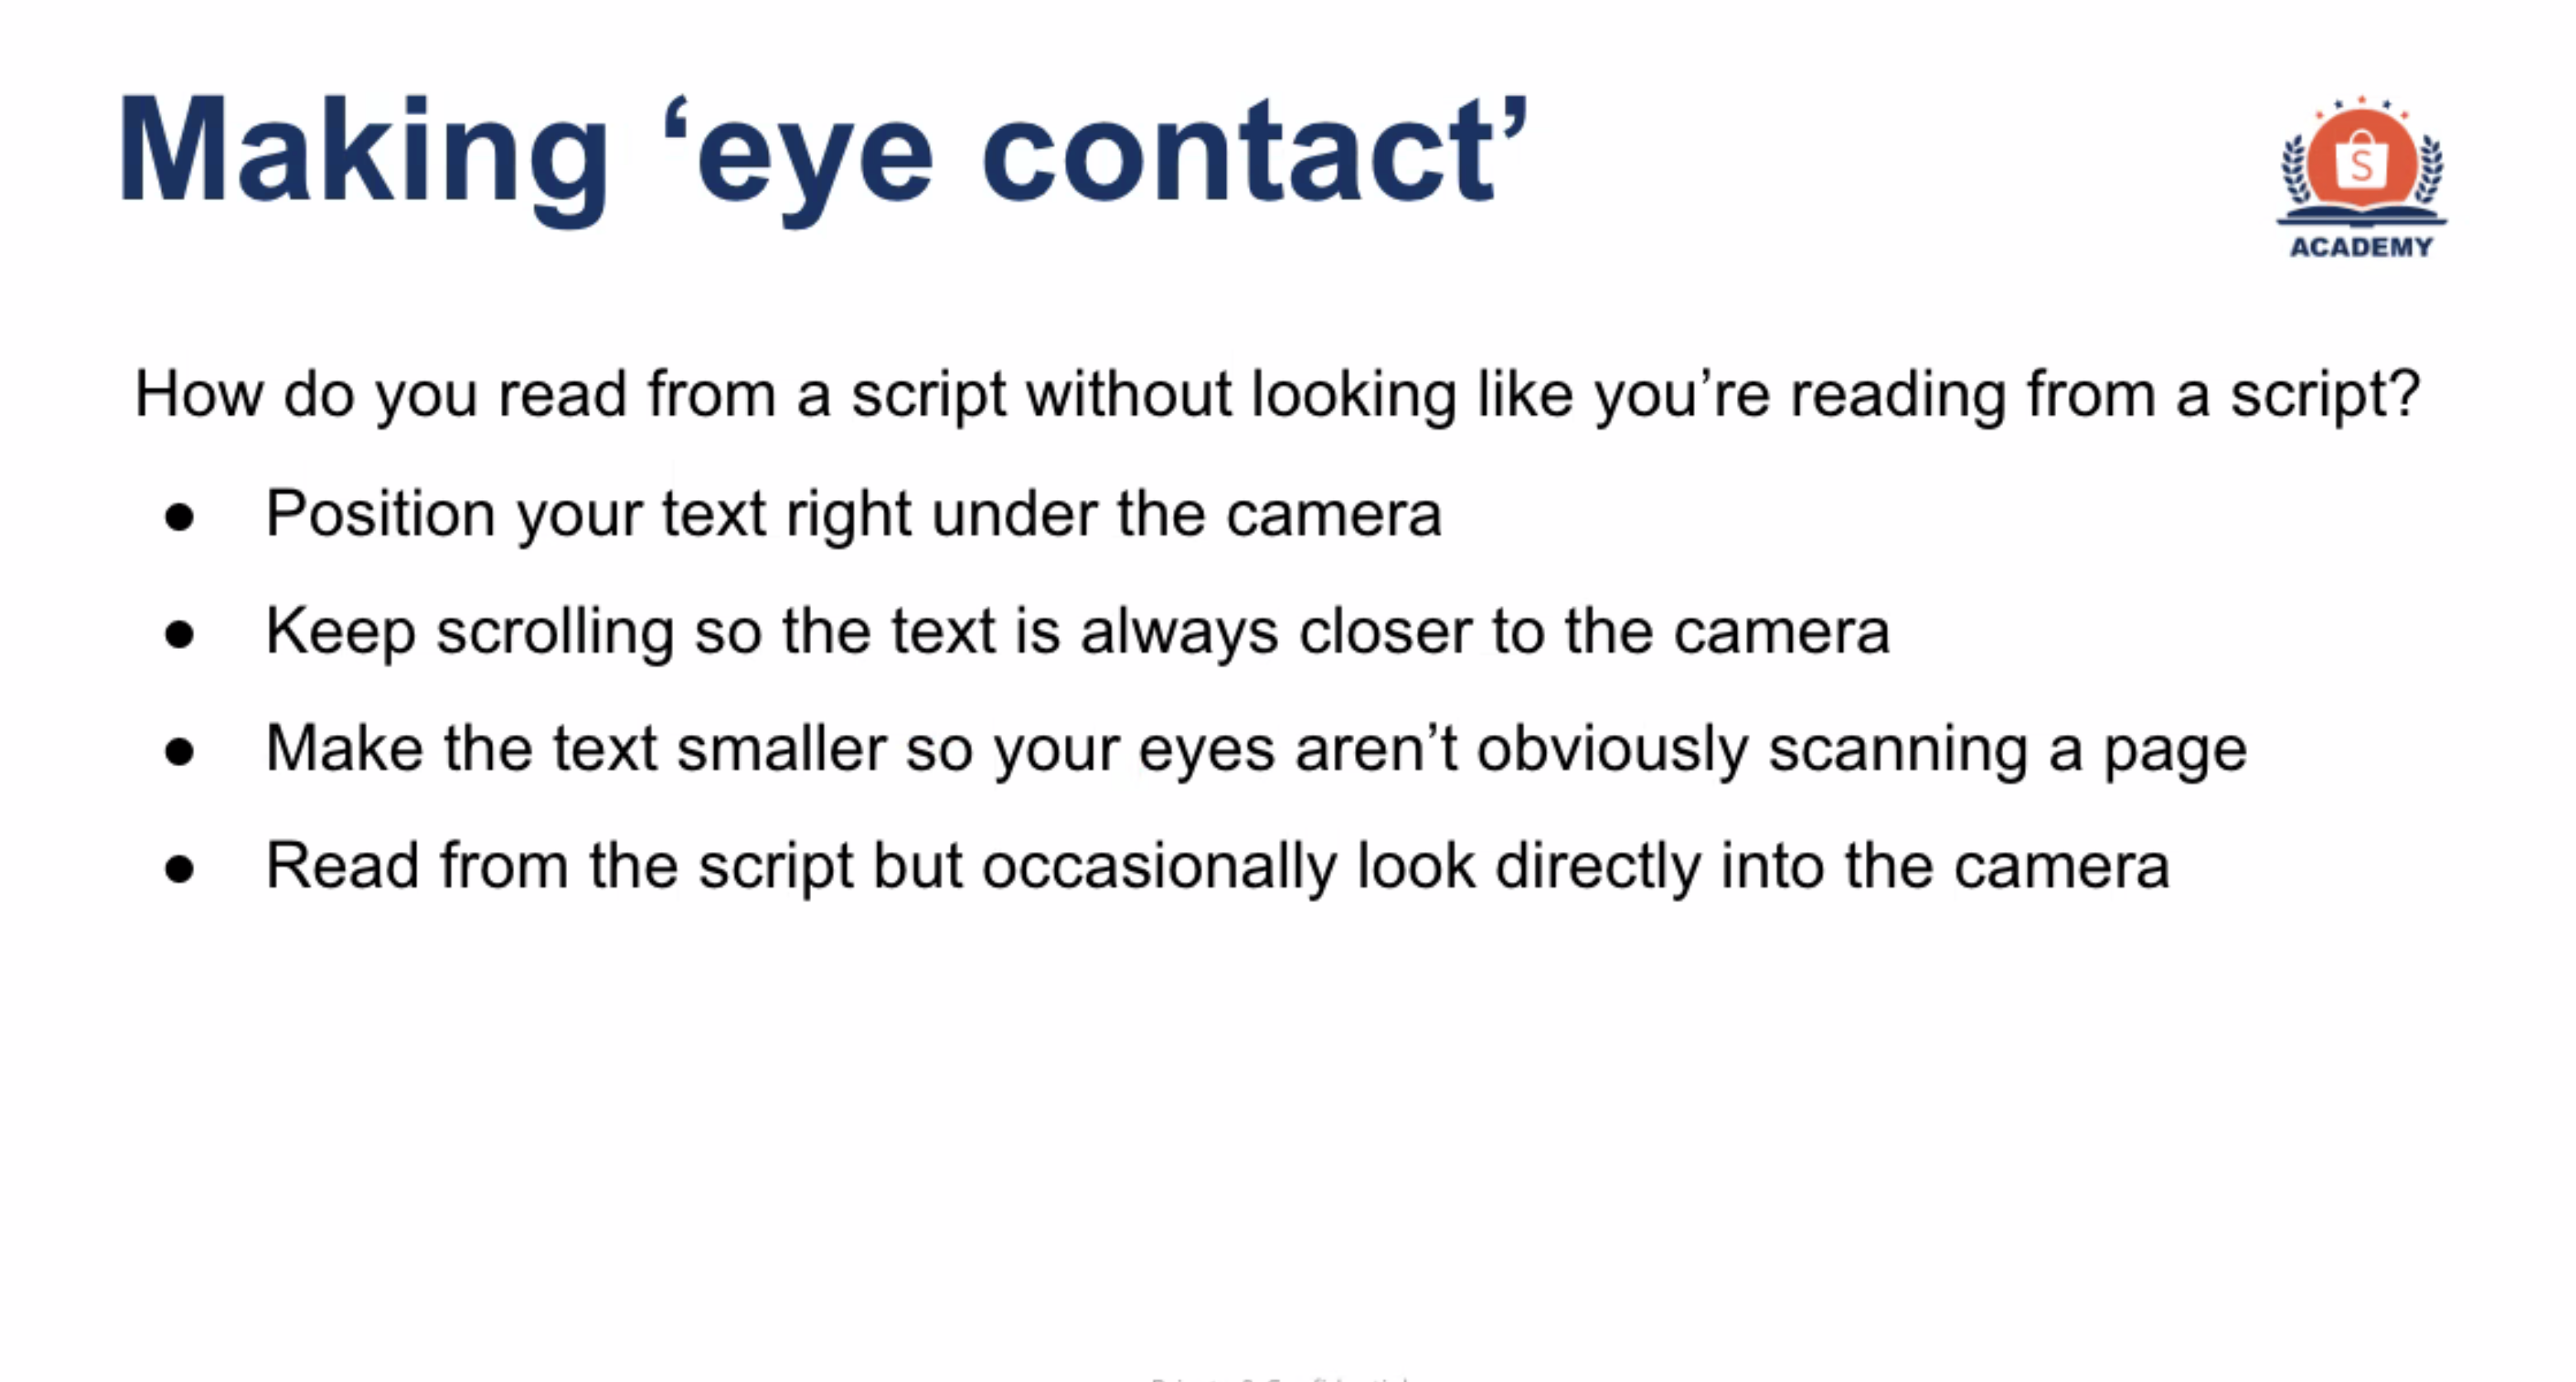 Making ‘eye contact’
S
ACADEMY
How do you read from a script without looking like you’re reading from a script?
● Position your text right under the camera
● Keep scrolling so the text is always closer to the camera
● Make the text smaller so your eyes aren’t obviously scanning a page
● Read from the script but occasionally look directly into the camera